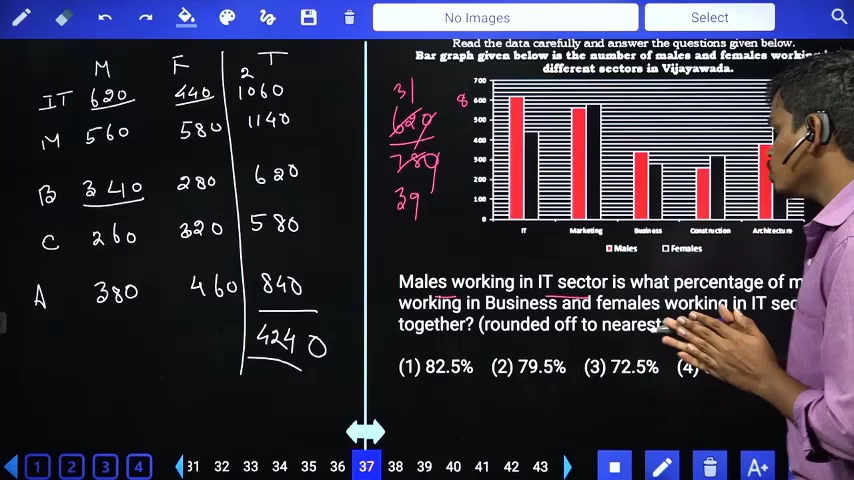 No Images
Select
Read the data carefully and answer the questions given below.
Bar graph given below is the number of males and females working
different sectors in Vijayawada.
M F T
IT 620 440 1060
2
M 560 580 1140
B 340 280 620
C 260 320 580
A 380 460 840
4240
31
620
780
39
8
700
600
500
400
300
200
100
0
IT Marketing Business Construction Architecture
Males Females
Males working in IT sector is what percentage of
working in Business and females working in IT
together? (rounded off to nearest
(1) 82.5% (2) 79.5% (3) 72.5% (4)
1 2 3 4 31 32 33 34 35 36 37 38 39 40 41 42 43 A+